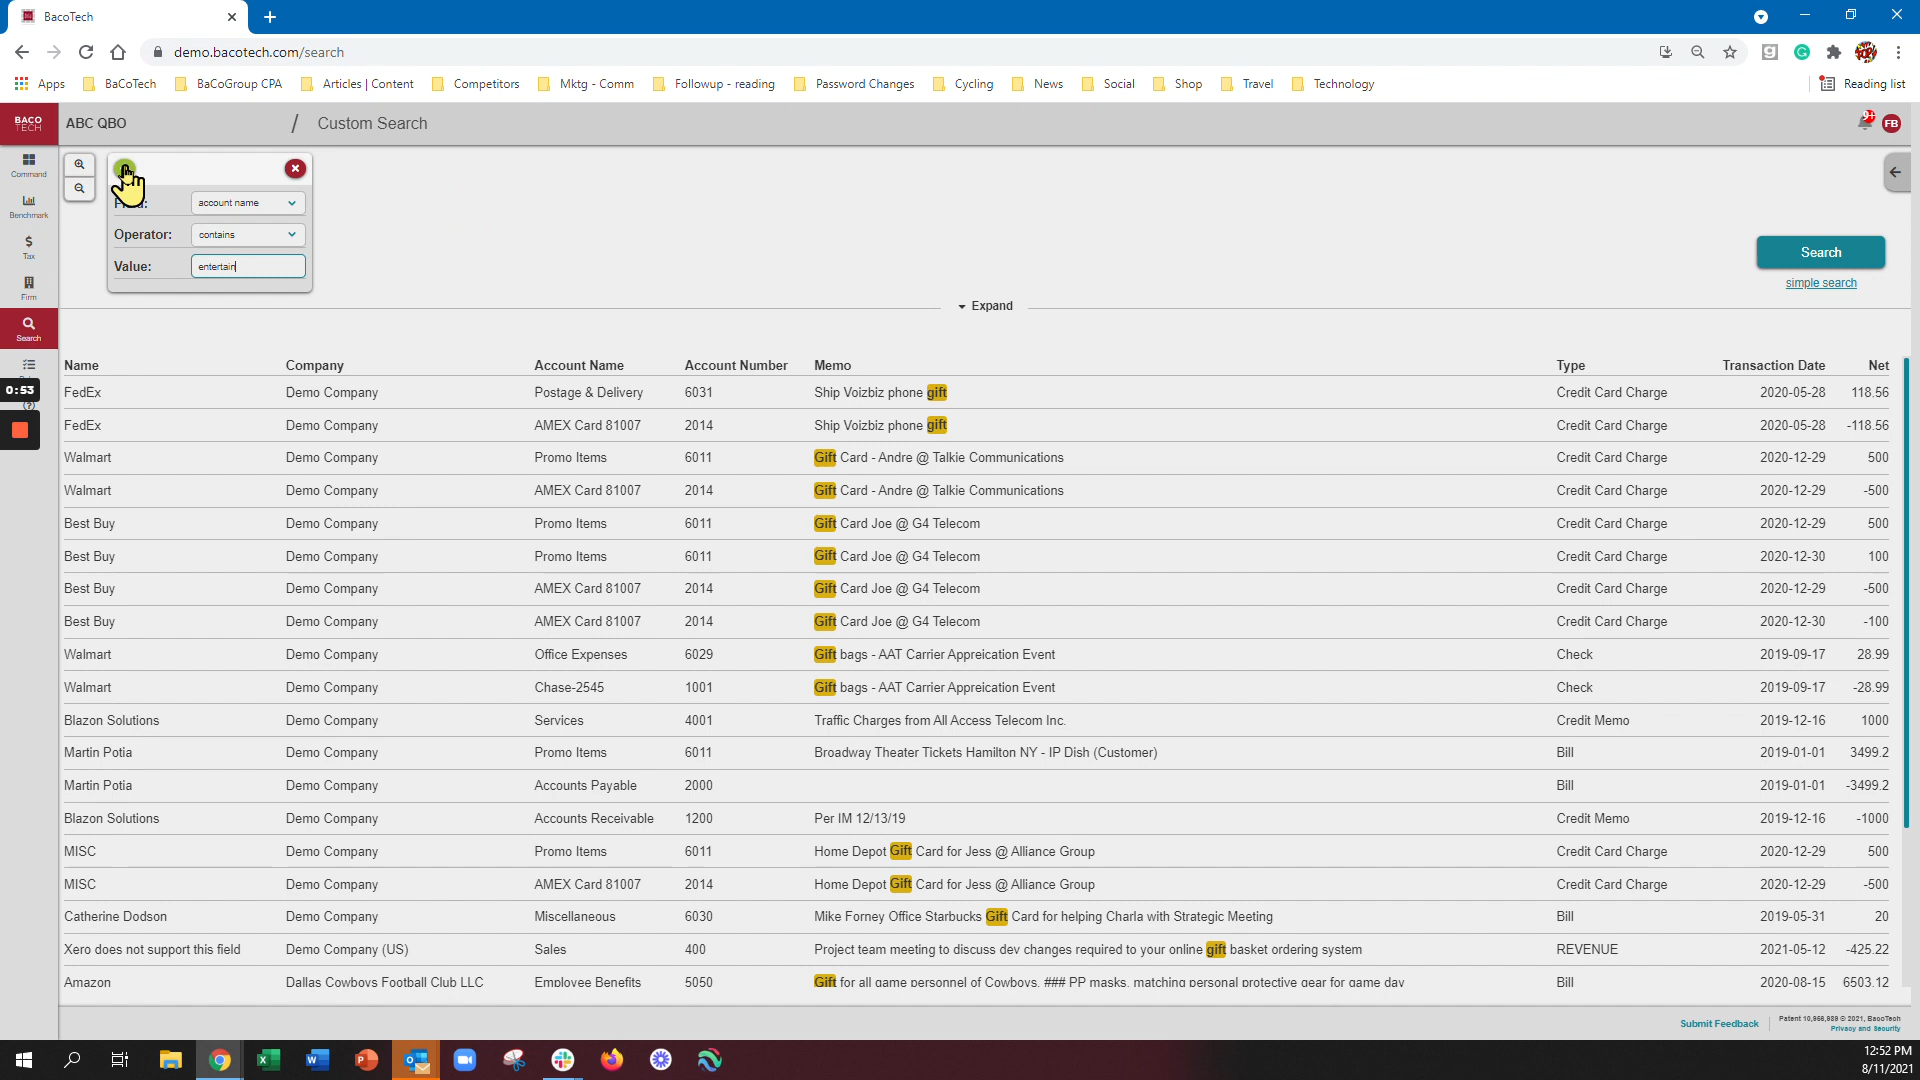 BacoTech
demo.bacotech.com/search
Apps BaCoTech BaCoGroup CPA Articles | Content Competitors Mktg - Comm Followup - reading Password Changes Cycling News Social Shop Travel Technology Reading list
BACO TECH
ABC QBO / Custom Search
9+ FB
Command
Benchmark
Tax
Firm
Search
0:53
account name
Operator: contains
Value: entertain
Search
simple search
Expand
Name Company Account Name Account Number Memo Type Transaction Date Net
FedEx Demo Company Postage & Delivery 6031 Ship Voizbiz phone gift Credit Card Charge 2020-05-28 118.56
FedEx Demo Company AMEX Card 81007 2014 Ship Voizbiz phone gift Credit Card Charge 2020-05-28 -118.56
Walmart Demo Company Promo Items 6011 Gift Card - Andre @ Talkie Communications Credit Card Charge 2020-12-29 500
Walmart Demo Company AMEX Card 81007 2014 Gift Card - Andre @ Talkie Communications Credit Card Charge 2020-12-29 -500
Best Buy Demo Company Promo Items 6011 Gift Card Joe @ G4 Telecom Credit Card Charge 2020-12-29 500
Best Buy Demo Company Promo Items 6011 Gift Card Joe @ G4 Telecom Credit Card Charge 2020-12-30 100
Best Buy Demo Company AMEX Card 81007 2014 Gift Card Joe @ G4 Telecom Credit Card Charge 2020-12-29 -500
Best Buy Demo Company AMEX Card 81007 2014 Gift Card Joe @ G4 Telecom Credit Card Charge 2020-12-30 -100
Walmart Demo Company Office Expenses 6029 Gift bags - AAT Carrier Appreication Event Check 2019-09-17 28.99
Walmart Demo Company Chase-2545 1001 Gift bags - AAT Carrier Appreication Event Check 2019-09-17 -28.99
Blazon Solutions Demo Company Services 4001 Traffic Charges from All Access Telecom Inc. Credit Memo 2019-12-16 1000
Martin Potia Demo Company Promo Items 6011 Broadway Theater Tickets Hamilton NY - IP Dish (Customer) Bill 2019-01-01 3499.2
Martin Potia Demo Company Accounts Payable 2000 Bill 2019-01-01 -3499.2
Blazon Solutions Demo Company Accounts Receivable 1200 Per IM 12/13/19 Credit Memo 2019-12-16 -1000
MISC Demo Company Promo Items 6011 Home Depot Gift Card for Jess @ Alliance Group Credit Card Charge 2020-12-29 500
MISC Demo Company AMEX Card 81007 2014 Home Depot Gift Card for Jess @ Alliance Group Credit Card Charge 2020-12-29 -500
Catherine Dodson Demo Company Miscellaneous 6030 Mike Forney Office Starbucks Gift Card for helping Charla with Strategic Meeting Bill 2019-05-31 20
Xero does not support this field Demo Company (US) Sales 400 Project team meeting to discuss dev changes required to your online gift basket ordering system REVENUE 2021-05-12 -425.22
Amazon Dallas Cowboys Football Club LLC Employee Benefits 5050 Gift for all game personnel of Cowboys. ### PP masks. matching personal protective gear for game day Bill 2020-08-15 6503.12
Submit Feedback
Patent 10,956,939 © 2021, BacoTech
Privacy and Security
12:52 PM
8/11/2021